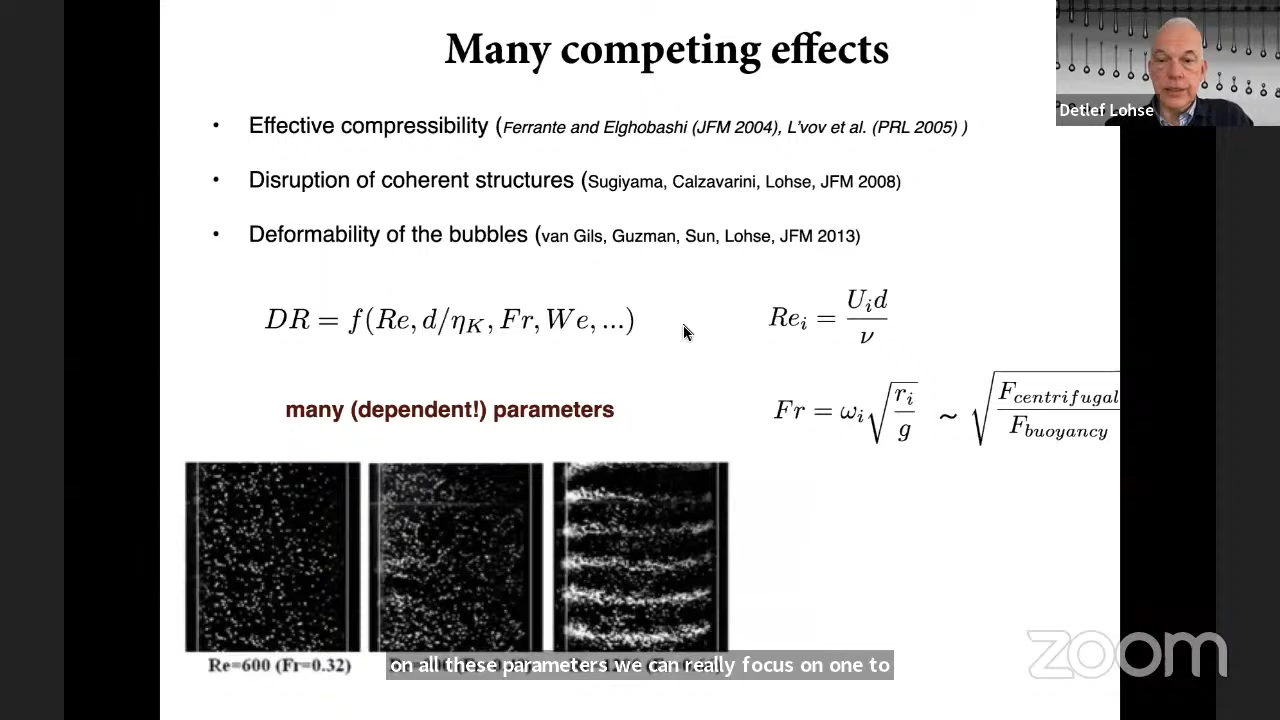 Many competing effects
Detlef Lohse
• Effective compressibility (Ferrante and Elghobashi (JFM 2004), L'vov et al. (PRL 2005) )
• Disruption of coherent structures (Sugiyama, Calzavarini, Lohse, JFM 2008)
• Deformability of the bubbles (van Gils, Guzman, Sun, Lohse, JFM 2013)
DR = f(Re, d/η_K, Fr, We, ...)
Re_i = U_i d / ν
many (dependent!) parameters
Fr = ω_i √(r_i / g) ~ √(F_centrifugal / F_buoyancy)
Re=600 (Fr=0.32)
on all these parameters we can really focus on one to
zoom